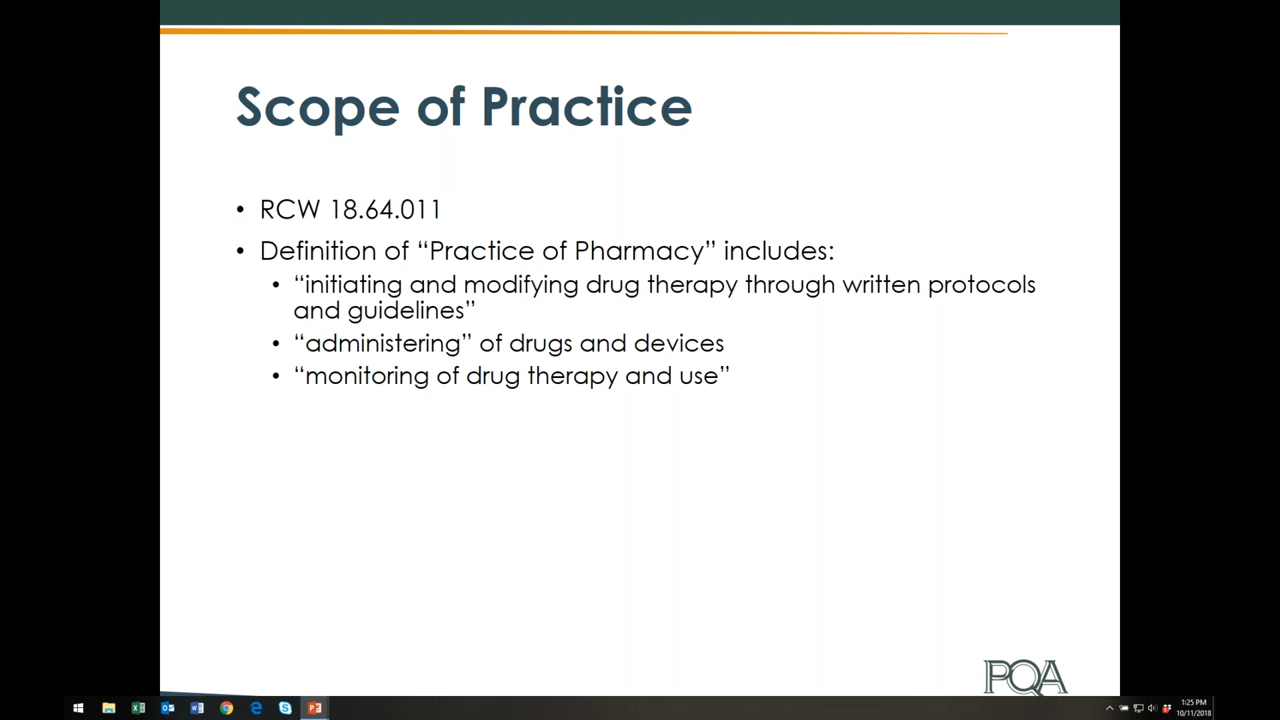 Scope of Practice
• RCW 18.64.011
• Definition of “Practice of Pharmacy” includes:
• “initiating and modifying drug therapy through written protocols
and guidelines”
• “administering” of drugs and devices
• “monitoring of drug therapy and use”
PQA
1:25 PM
10/11/2018